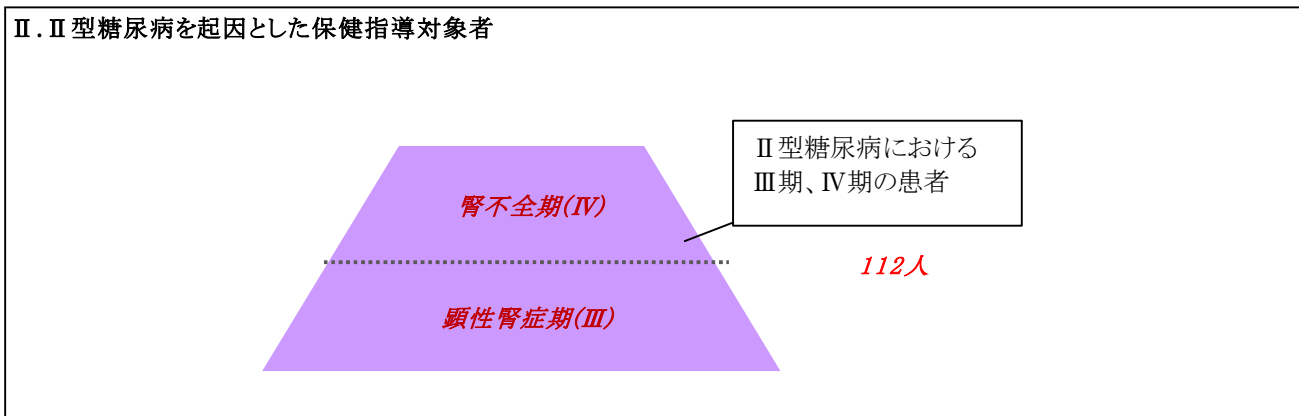 Ⅱ.Ⅱ型糖尿病を起因とした保健指導対象者
Ⅱ型糖尿病における
Ⅲ期、Ⅳ期の患者
腎不全期(Ⅳ)
112人
顕性腎症期(Ⅲ)